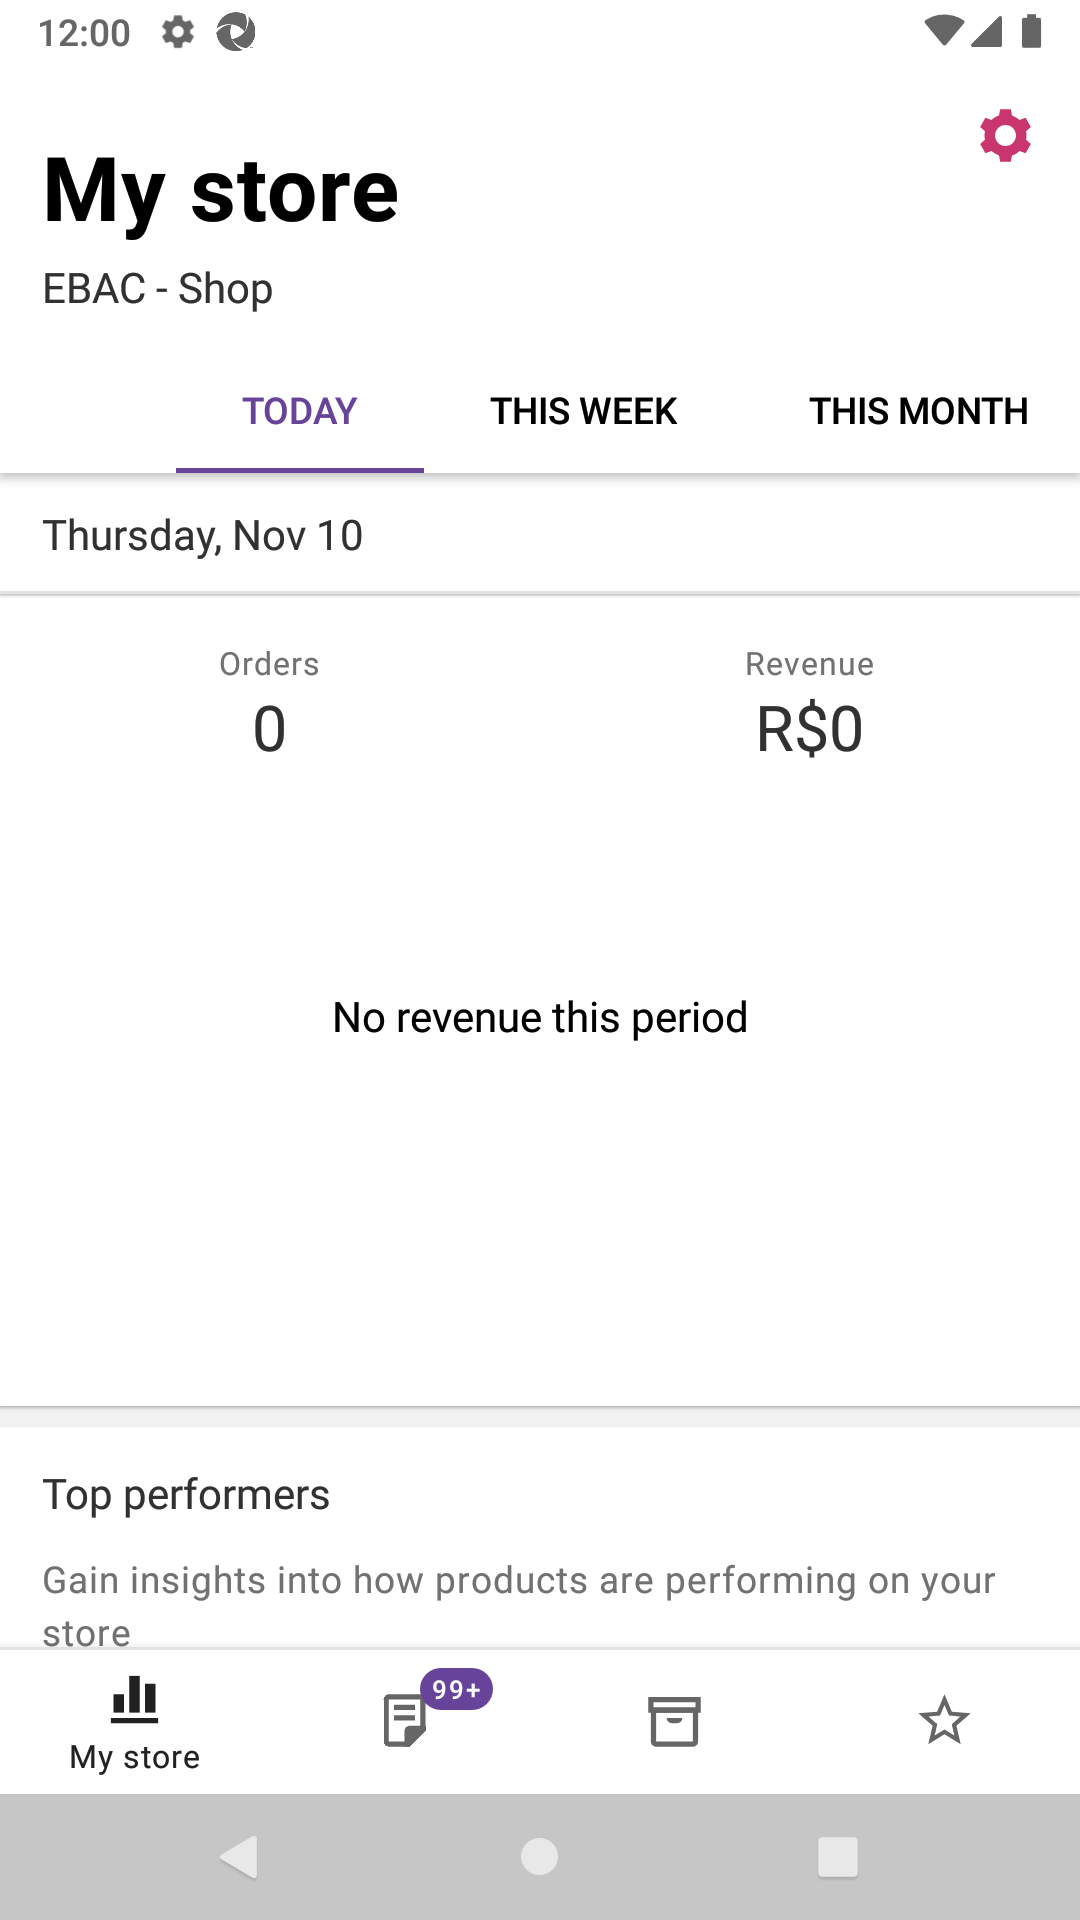 12:00
My store
EBAC - Shop
TODAY THIS WEEK THIS MONTH
Thursday, Nov 10
Orders Revenue
0 R$0
No revenue this period
Top performers
Gain insights into how products are performing on your
store
99+
My store